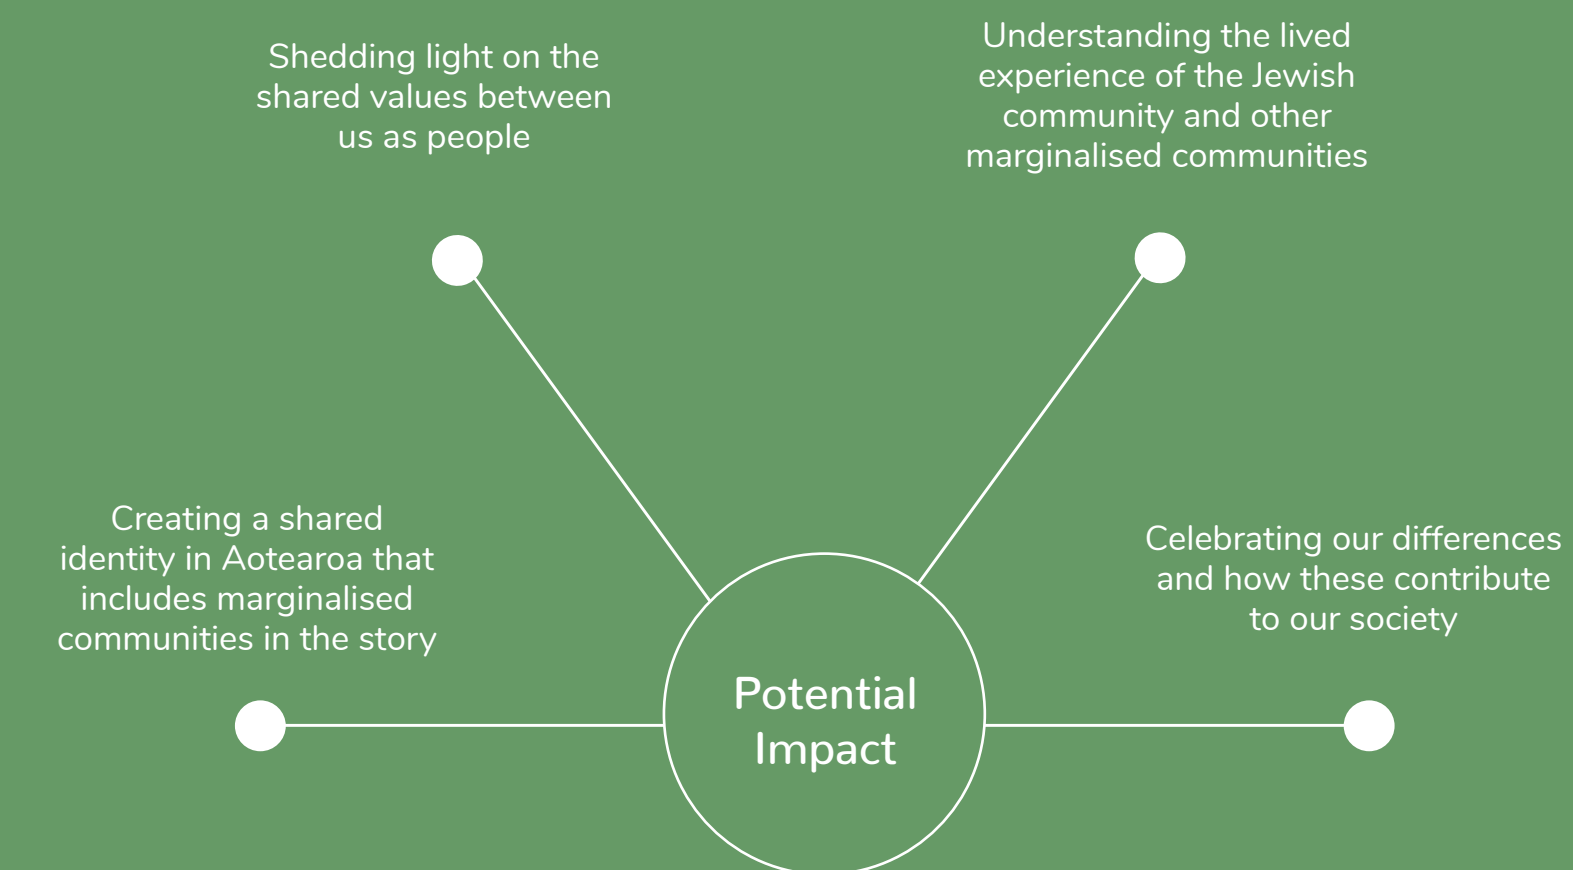 Shedding light on the
shared values between
us as people
Understanding the lived
experience of the Jewish
community and other
marginalised communities
Creating a shared
identity in Aotearoa that
includes marginalised
communities in the story
Celebrating our differences
and how these contribute
to our society
Potential
Impact